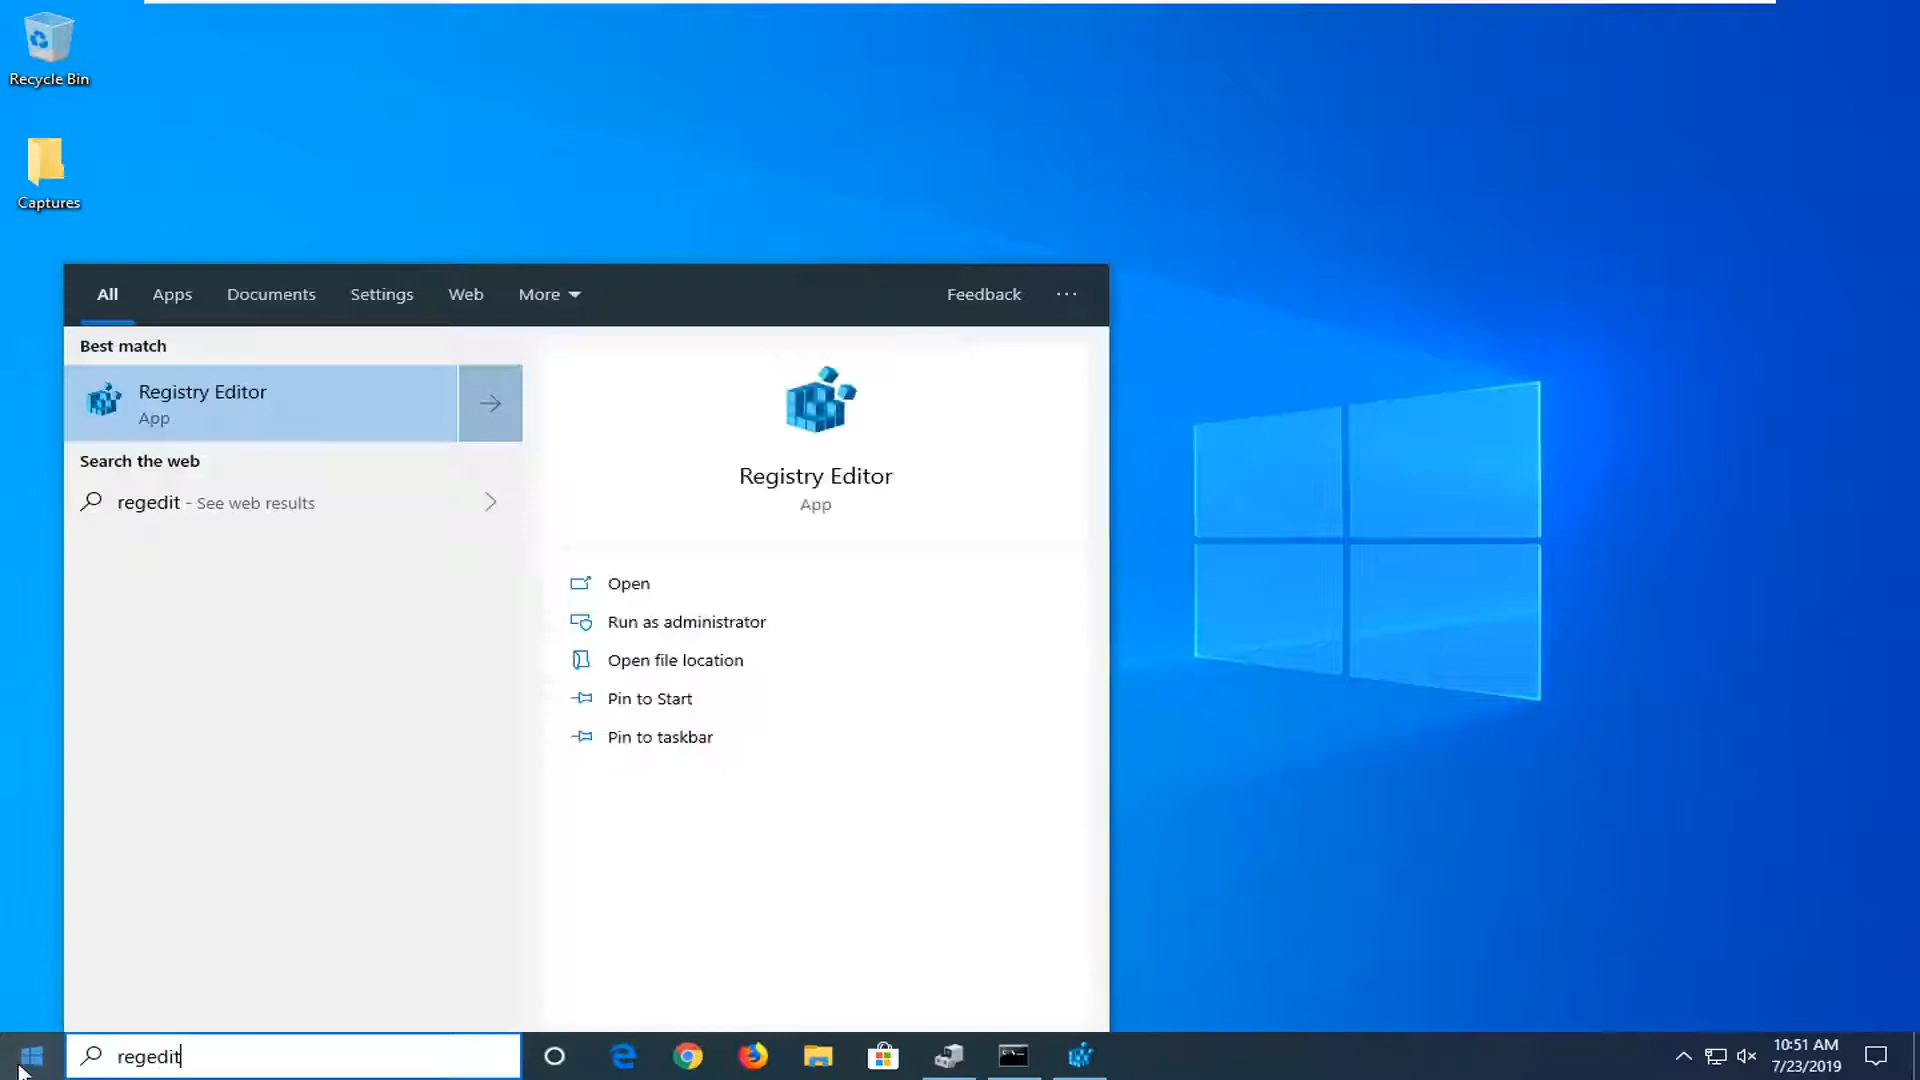 Recycle Bin
Captures
All Apps Documents Settings Web More Feedback ...
Best match
Registry Editor
App
Search the web
regedit - See web results
Registry Editor
App
Open
Run as administrator
Open file location
Pin to Start
Pin to taskbar
regedit
10:51 AM
7/23/2019